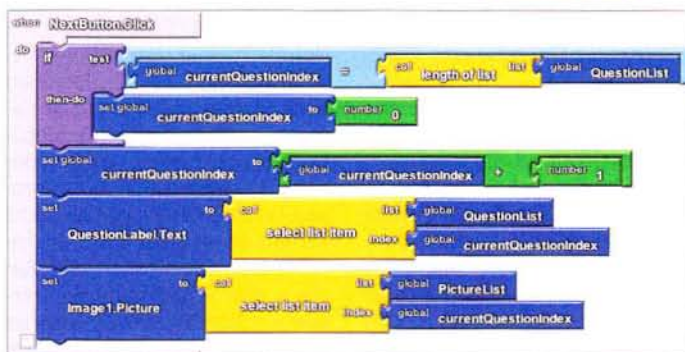 when NextButton.Click
do if test global currentQuestionIndex = call length of list list global QuestionList
then-do set global currentQuestionIndex to number 0
set global currentQuestionIndex to global currentQuestionIndex + number 1
set QuestionLabel.Text to call select list item list global QuestionList
index global currentQuestionIndex
set Image1.Picture to call select list item list global PictureList
index global currentQuestionIndex